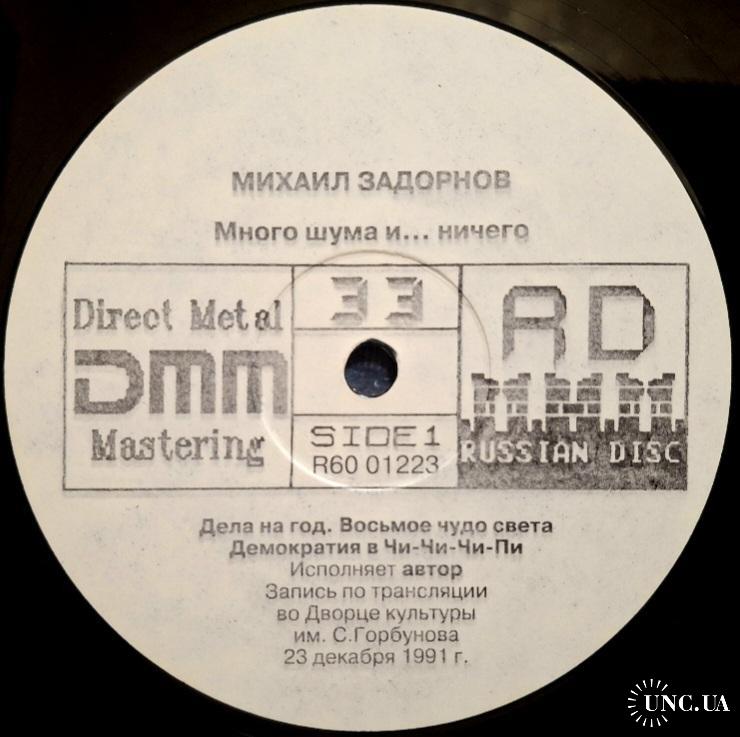 МИХАИЛ ЗАДОРНОВ
Много шума и... ничего
Direct Metal
DMM
Mastering
33
SIDE 1
R60 01223
RD
RUSSIAN DISC
Дела на год. Восьмое чудо света
Демократия в Чи-Чи-Чи-Пи
Исполняет автор
Запись по трансляции
во Дворце культуры
им. С.Горбунова
23 декабря 1991 г.
UNC.UA